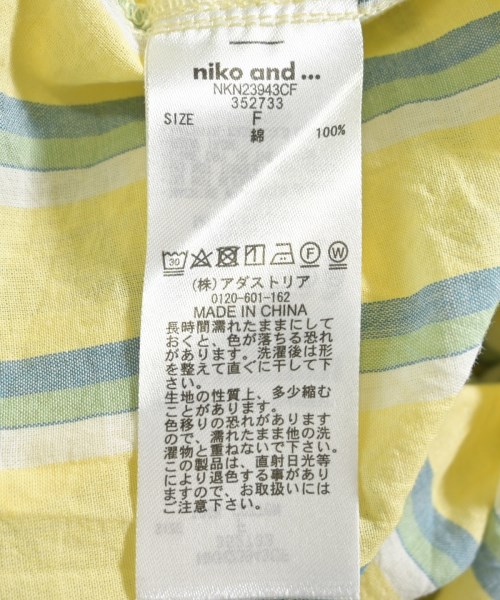 niko and ...
NKN23943CF
352733
SIZE F
綿 100%
30 F W
(株)アダストリア
0120-601-162
MADE IN CHINA
長時間濡れたままにして
おくと、色が落ちる恐れ
があります。洗濯後は形
を整えて直ぐに干して下
さい。
生地の性質上、多少縮む
ことがあります。
色移りの恐れがあります
ので、濡れたまま他の洗
濯物と重ねないで下さい。
この製品は、直射日光等
により退色する事があり
ますので、お取扱いには
ご注意下さい。